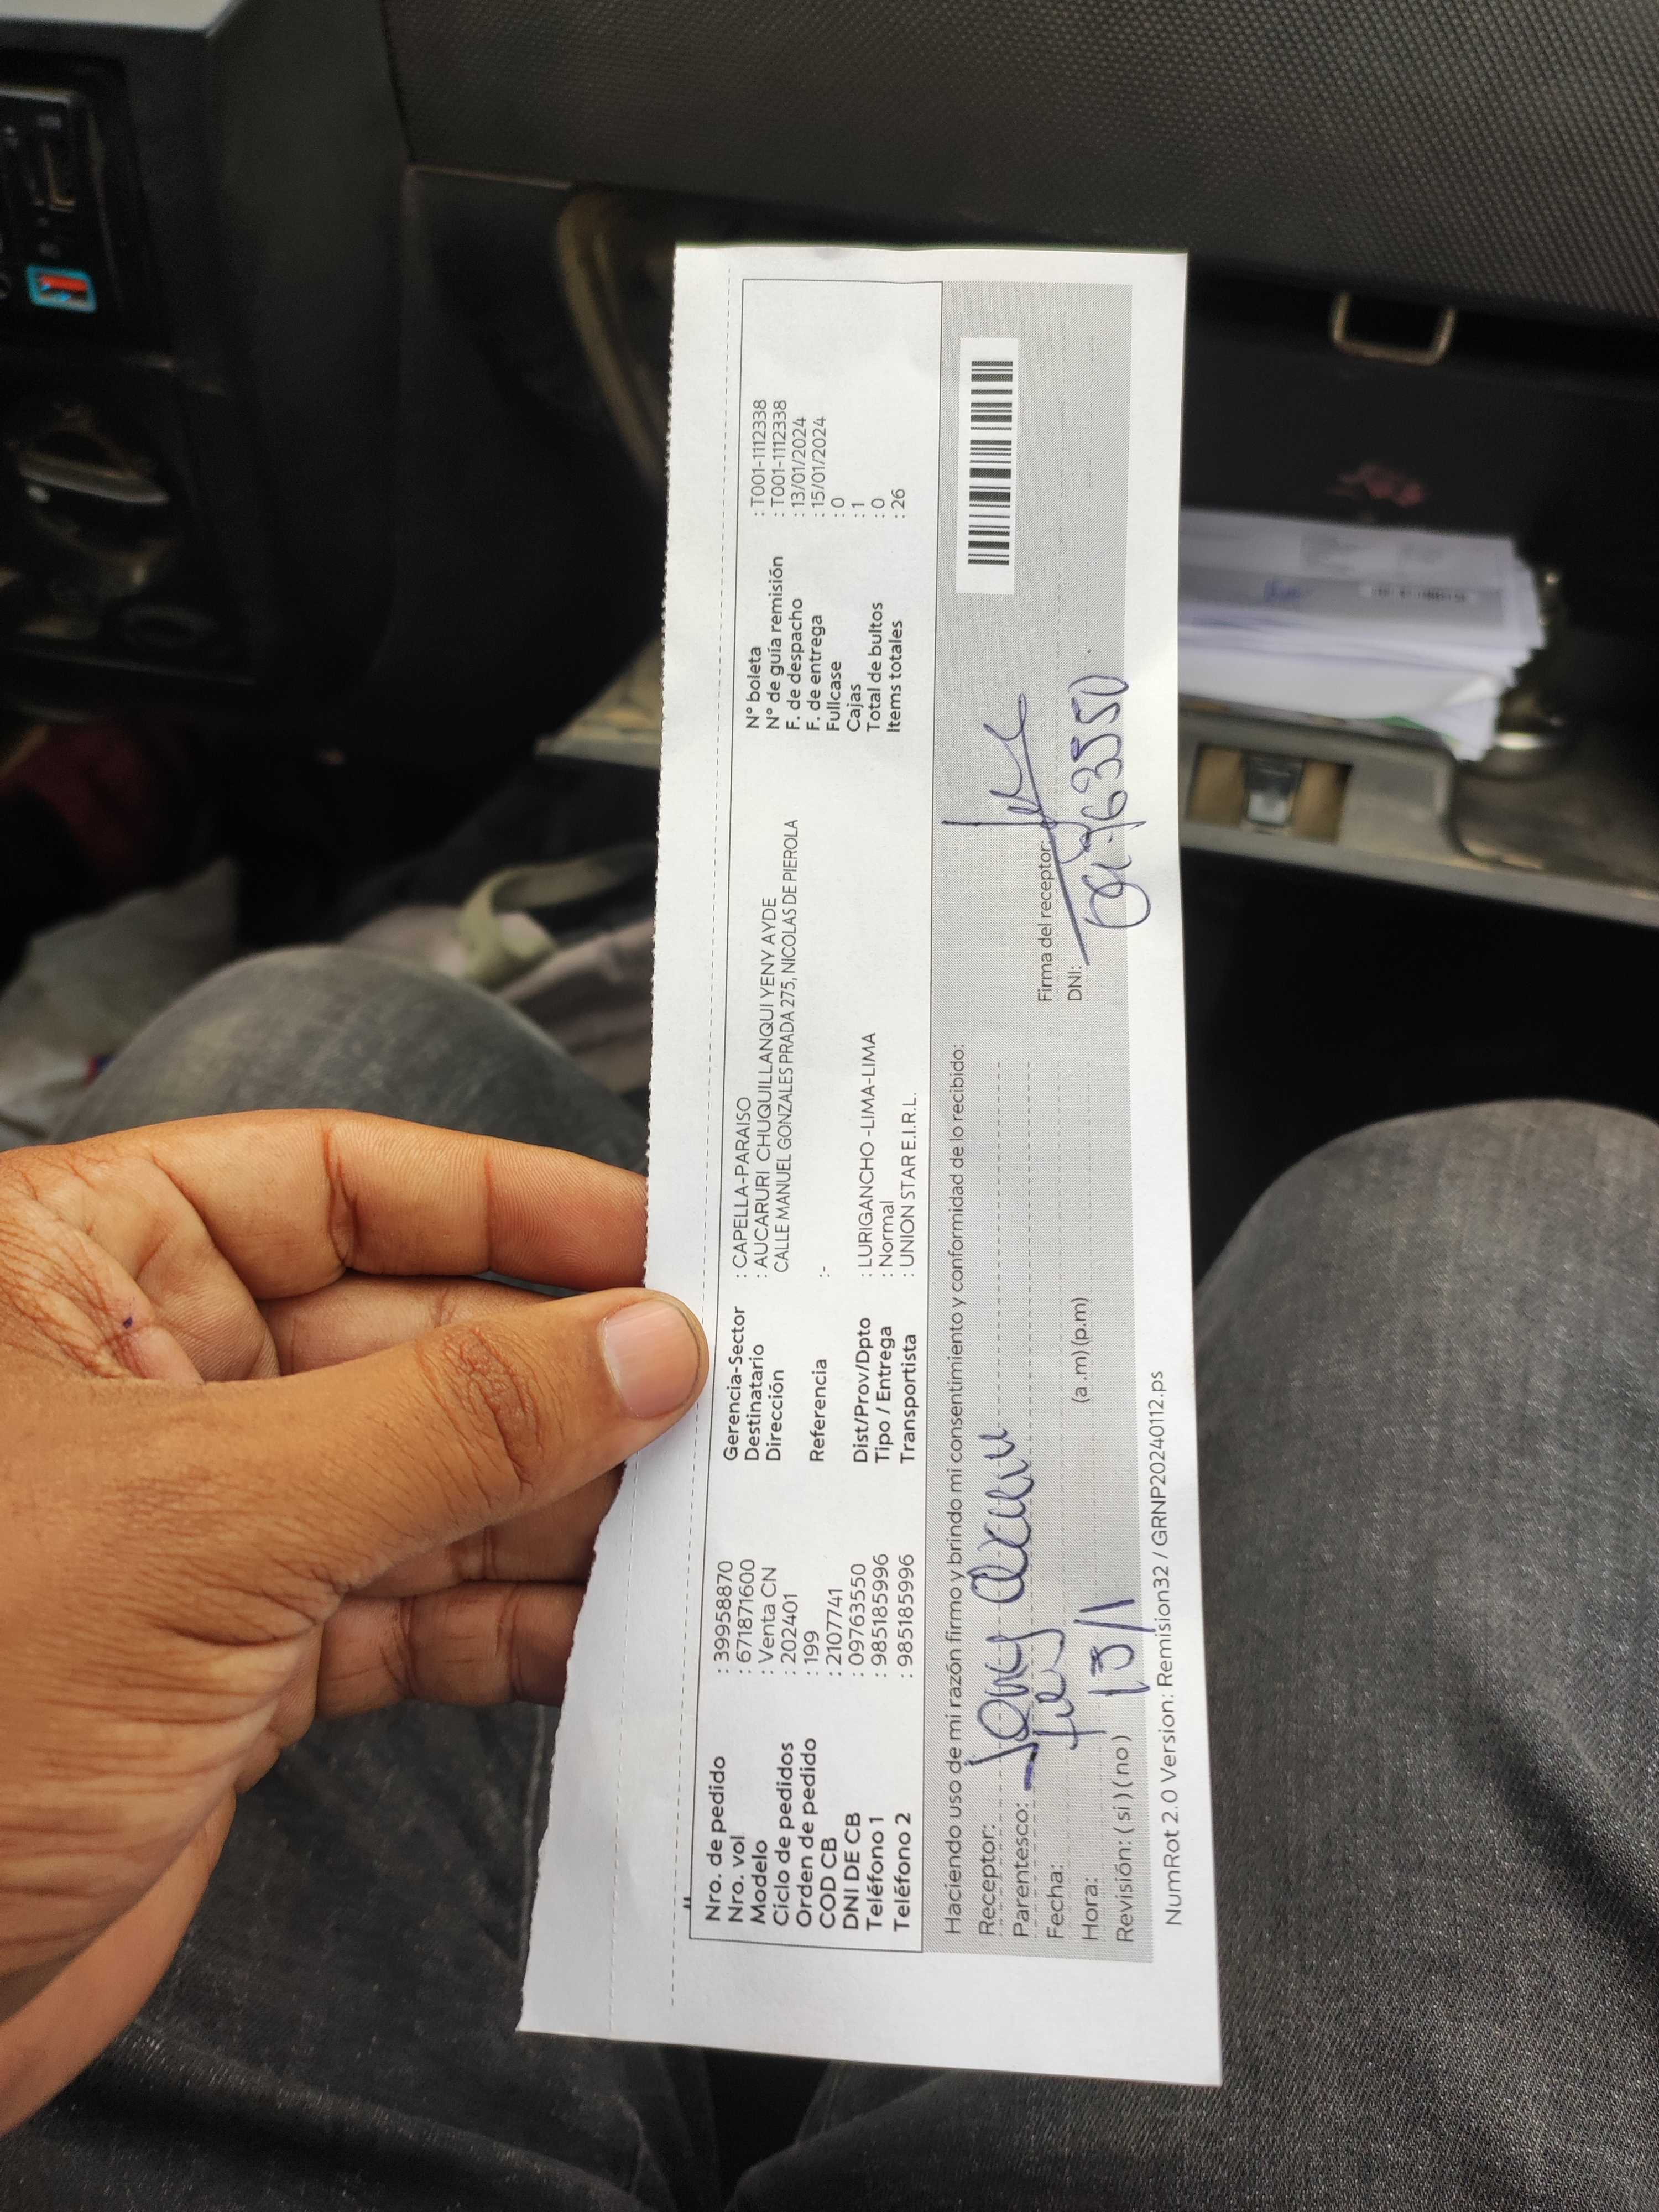 Nro. de pedido : 39958870 Gerencia-Sector : CAPELLA-PARAISO
Nro. vol : 671871600 Destinatario : AUCARURI CHUQUILLANQUI YENY AYDE N° boleta : T001-1112338
Modelo : Venta CN Dirección CALLE MANUEL GONZALES PRADA 275, NICOLAS DE PIEROLA N° de guía remisión : T001-1112338
Ciclo de pedidos : 202401 F. de despacho : 13/01/2024
Orden de pedido : 199 Referencia :- F. de entrega : 15/01/2024
COD CB : 2107741 Fullcase : 0
DNI DE CB : 09763550 Dist/Prov/Dpto : LURIGANCHO -LIMA-LIMA Cajas : 1
Teléfono 1 : 985185996 Tipo / Entrega : Normal Total de bultos : 0
Teléfono 2 : 985185996 Transportista : UNION STAR E.I.R.L. Items totales : 26
Haciendo uso de mi razón firmo y brindo mi consentimiento y conformidad de lo recibido:
Receptor:
Parentesco: Firma del receptor:
Fecha: DNI: 09763550
Hora: (a .m) (p.m)
Revisión: ( si ) ( no )
NumRot 2.0 Version: Remision32 / GRNP20240112.ps